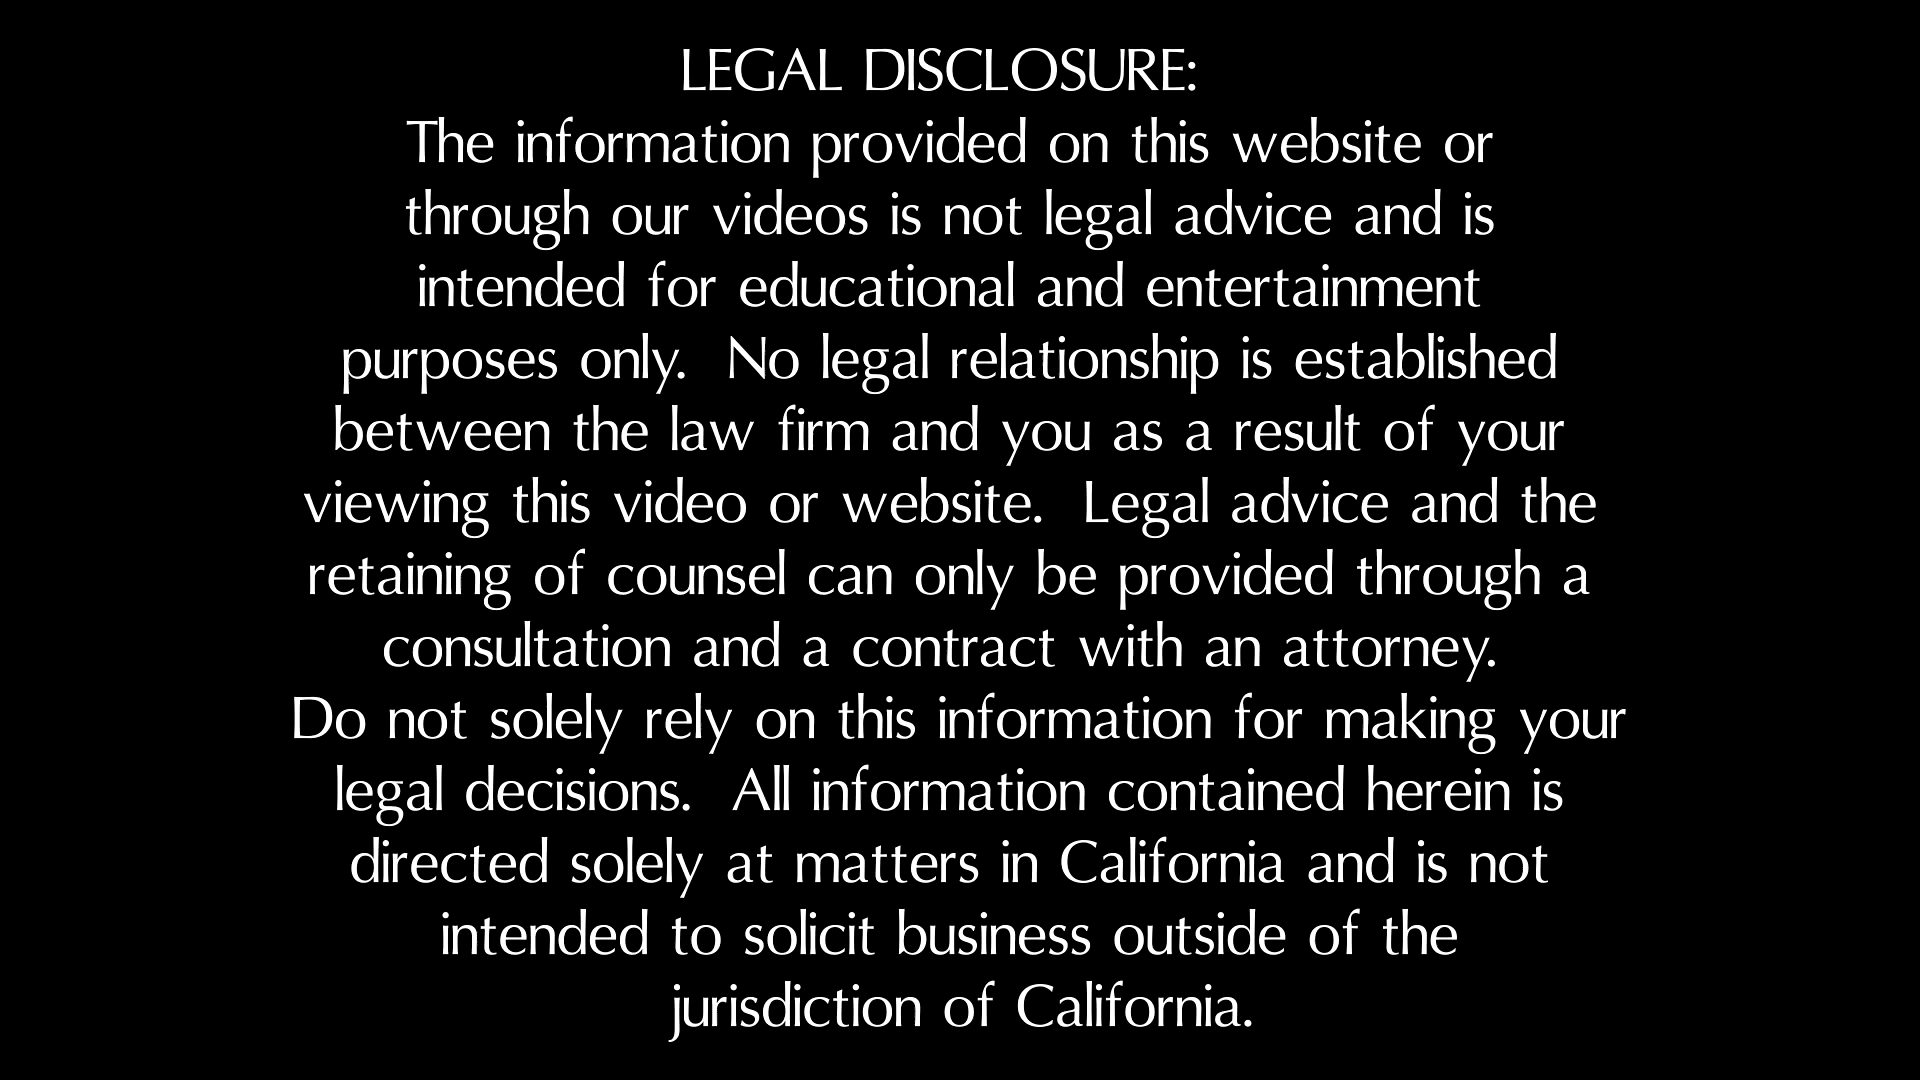 LEGAL DISCLOSURE:
The information provided on this website or
through our videos is not legal advice and is
intended for educational and entertainment
purposes only.  No legal relationship is established
between the law firm and you as a result of your
viewing this video or website.  Legal advice and the
retaining of counsel can only be provided through a
consultation and a contract with an attorney.
Do not solely rely on this information for making your
legal decisions.  All information contained herein is
directed solely at matters in California and is not
intended to solicit business outside of the
jurisdiction of California.